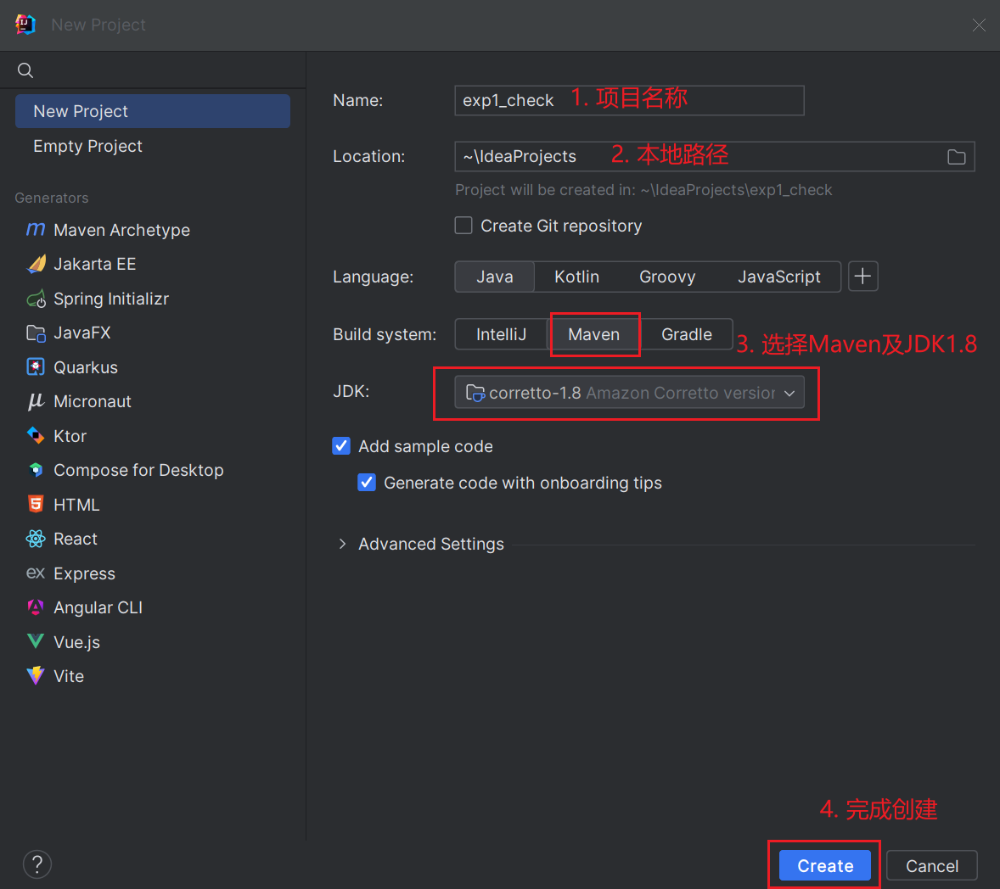 New Project
New Project
Empty Project
Generators
Maven Archetype
Jakarta EE
Spring Initializr
JavaFX
Quarkus
Micronaut
Ktor
Compose for Desktop
HTML
React
ex Express
Angular CLI
Vue.js
Vite
Name: exp1_check 1. 项目名称
Location: ~\IdeaProjects 2. 本地路径
Project will be created in: ~\IdeaProjects\exp1_check
Create Git repository
Language: Java Kotlin Groovy JavaScript
Build system: IntelliJ Maven Gradle 3. 选择Maven及JDK1.8
JDK: corretto-1.8 Amazon Corretto version
Add sample code
Generate code with onboarding tips
Advanced Settings
4. 完成创建
? Create Cancel